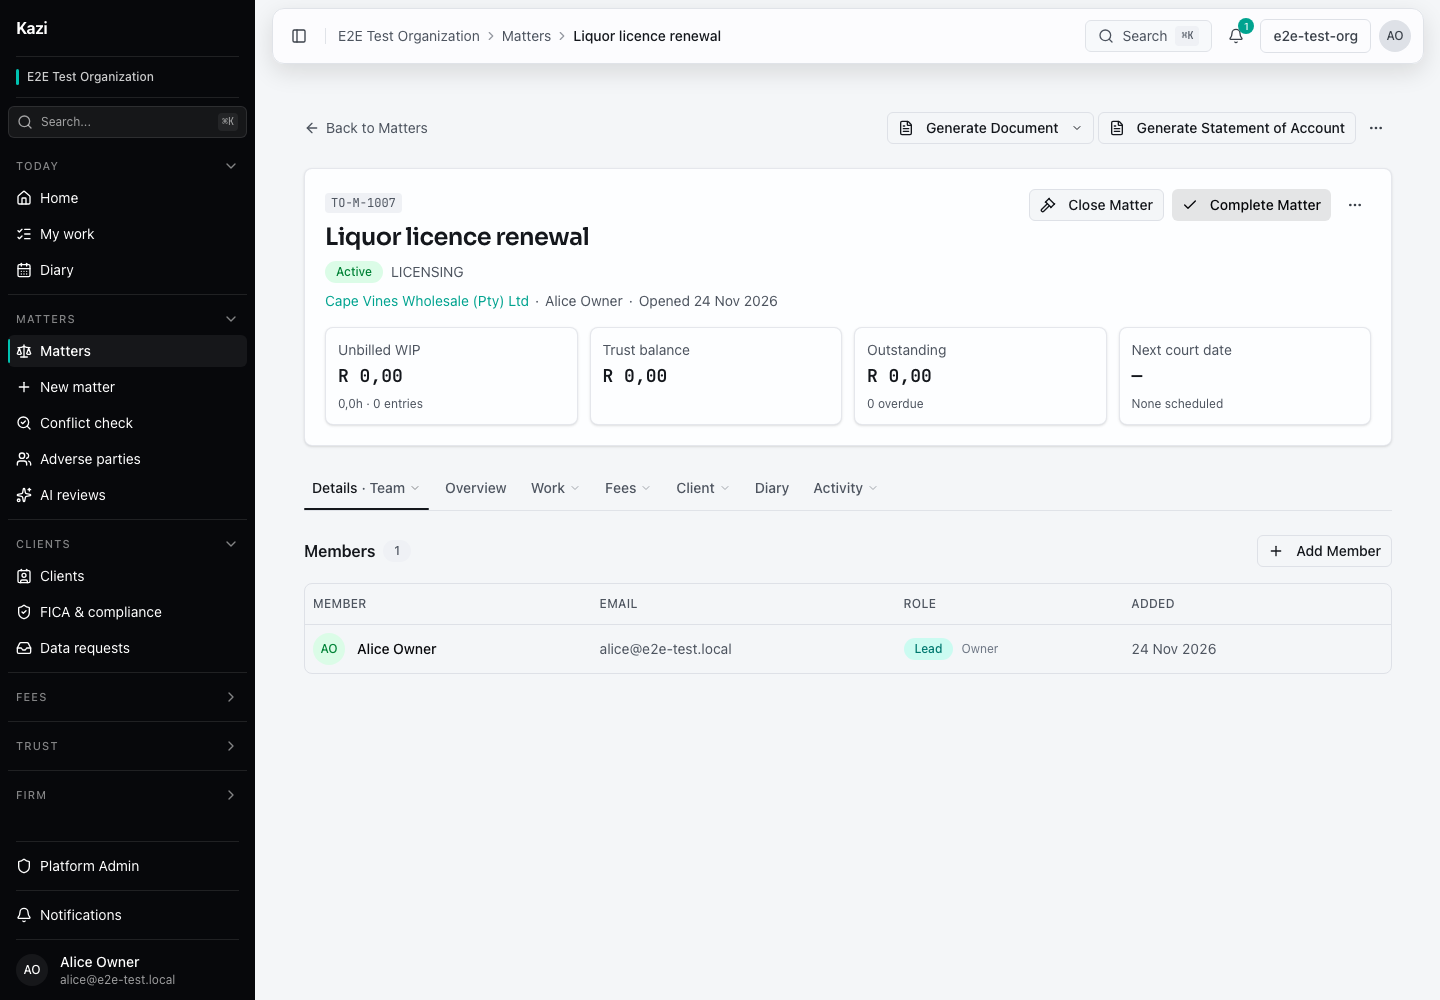 Kazi
E2E Test Organization
Search... ⌘K
TODAY
Home
My work
Diary
MATTERS
Matters
New matter
Conflict check
Adverse parties
AI reviews
CLIENTS
Clients
FICA & compliance
Data requests
FEES
TRUST
FIRM
Platform Admin
Notifications
AO Alice Owner
alice@e2e-test.local
E2E Test Organization > Matters > Liquor licence renewal
Search ⌘K
1
e2e-test-org
AO
Back to Matters
Generate Document
Generate Statement of Account
TO-M-1007
Close Matter
Complete Matter
Liquor licence renewal
Active LICENSING
Cape Vines Wholesale (Pty) Ltd · Alice Owner · Opened 24 Nov 2026
Unbilled WIP
R 0,00
0,0h · 0 entries
Trust balance
R 0,00
Outstanding
R 0,00
0 overdue
Next court date
—
None scheduled
Details · Team Overview Work Fees Client Diary Activity
Members 1
Add Member
MEMBER EMAIL ROLE ADDED
AO Alice Owner alice@e2e-test.local Lead Owner 24 Nov 2026